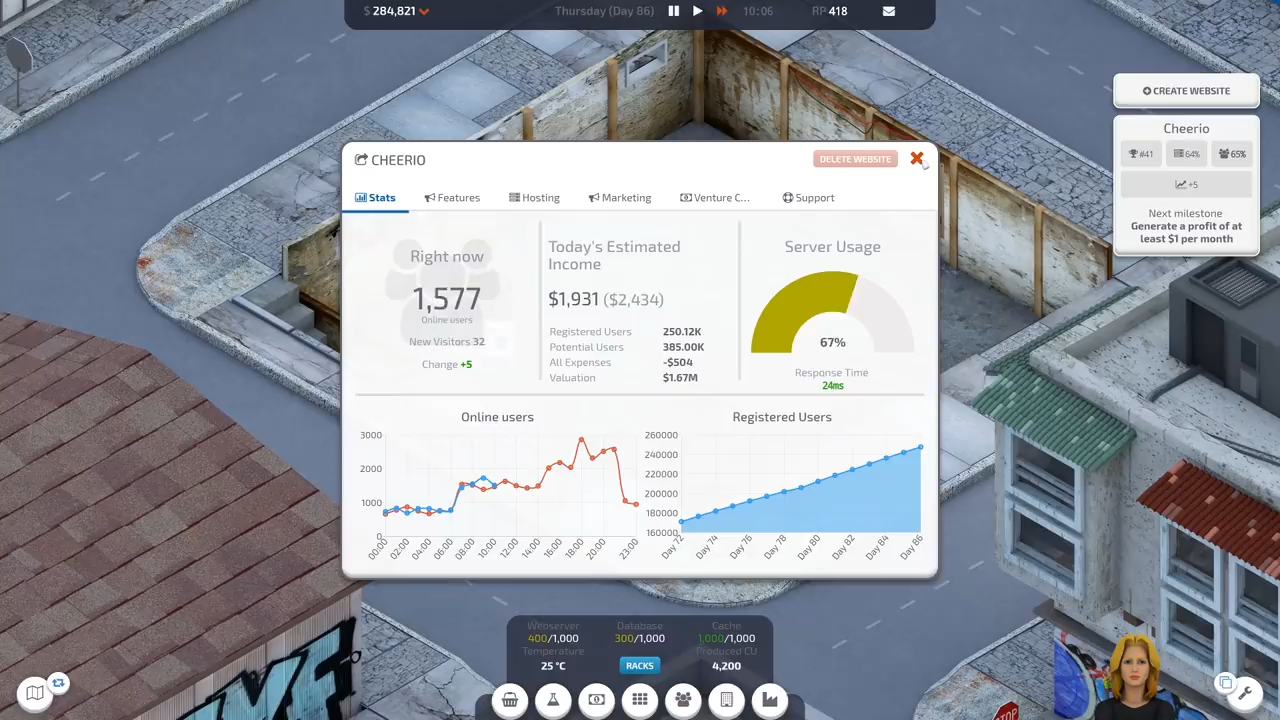 $ 284,821
Thursday (Day 86)
10:06
RP 418
CREATE WEBSITE
Cheerio
#41
64%
65%
+5
Next milestone
Generate a profit of at
least $1 per month
CHEERIO
DELETE WEBSITE
Stats
Features
Hosting
Marketing
Venture C...
Support
Right now
1,577
Online users
New Visitors 32
Change +5
Today's Estimated
Income
$1,931 ($2,434)
Registered Users 250.12K
Potential Users 385.00K
All Expenses -$504
Valuation $1.67M
Server Usage
67%
Response Time
24ms
Online users
3000
2000
1000
0
00:00 02:00 04:00 06:00 08:00 10:00 12:00 14:00 16:00 18:00 20:00 23:00
Registered Users
260000
240000
220000
200000
180000
160000
Day 72 Day 74 Day 76 Day 78 Day 80 Day 82 Day 84 Day 86
Webserver Database Cache
400/1,000 300/1,000 1,000/1,000
Temperature Produced CU
25 °C RACKS 4,200
STOP